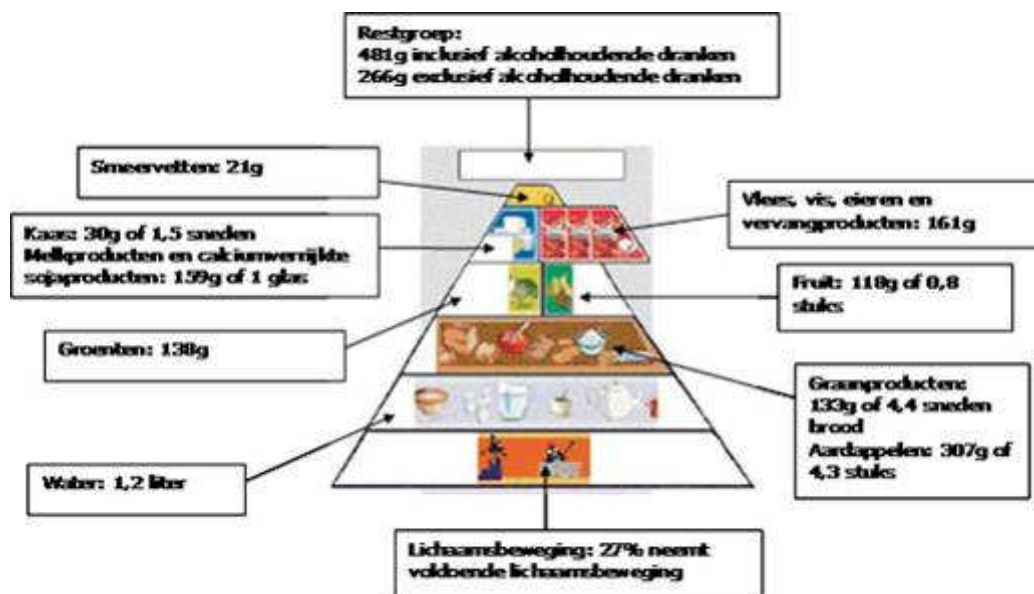 Restgroep:
481g inclusief alcoholhoudende dranken
266g exclusief alcoholhoudende dranken
Smeervetten: 21g
Vlees, vis, eieren en
vervangproducten: 161g
Kaas: 30g of 1,5 sneden
Melkproducten en calciumverrijkte
sojaproducten: 159g of 1 glas
Fruit: 118g of 0,8
stuks
Groenten: 138g
Graanproducten:
133g of 4,4 sneden
brood
Aardappelen: 307g of
4,3 stuks
Water: 1,2 liter
Lichaamsbeweging: 27% neemt
voldoende lichaamsbeweging